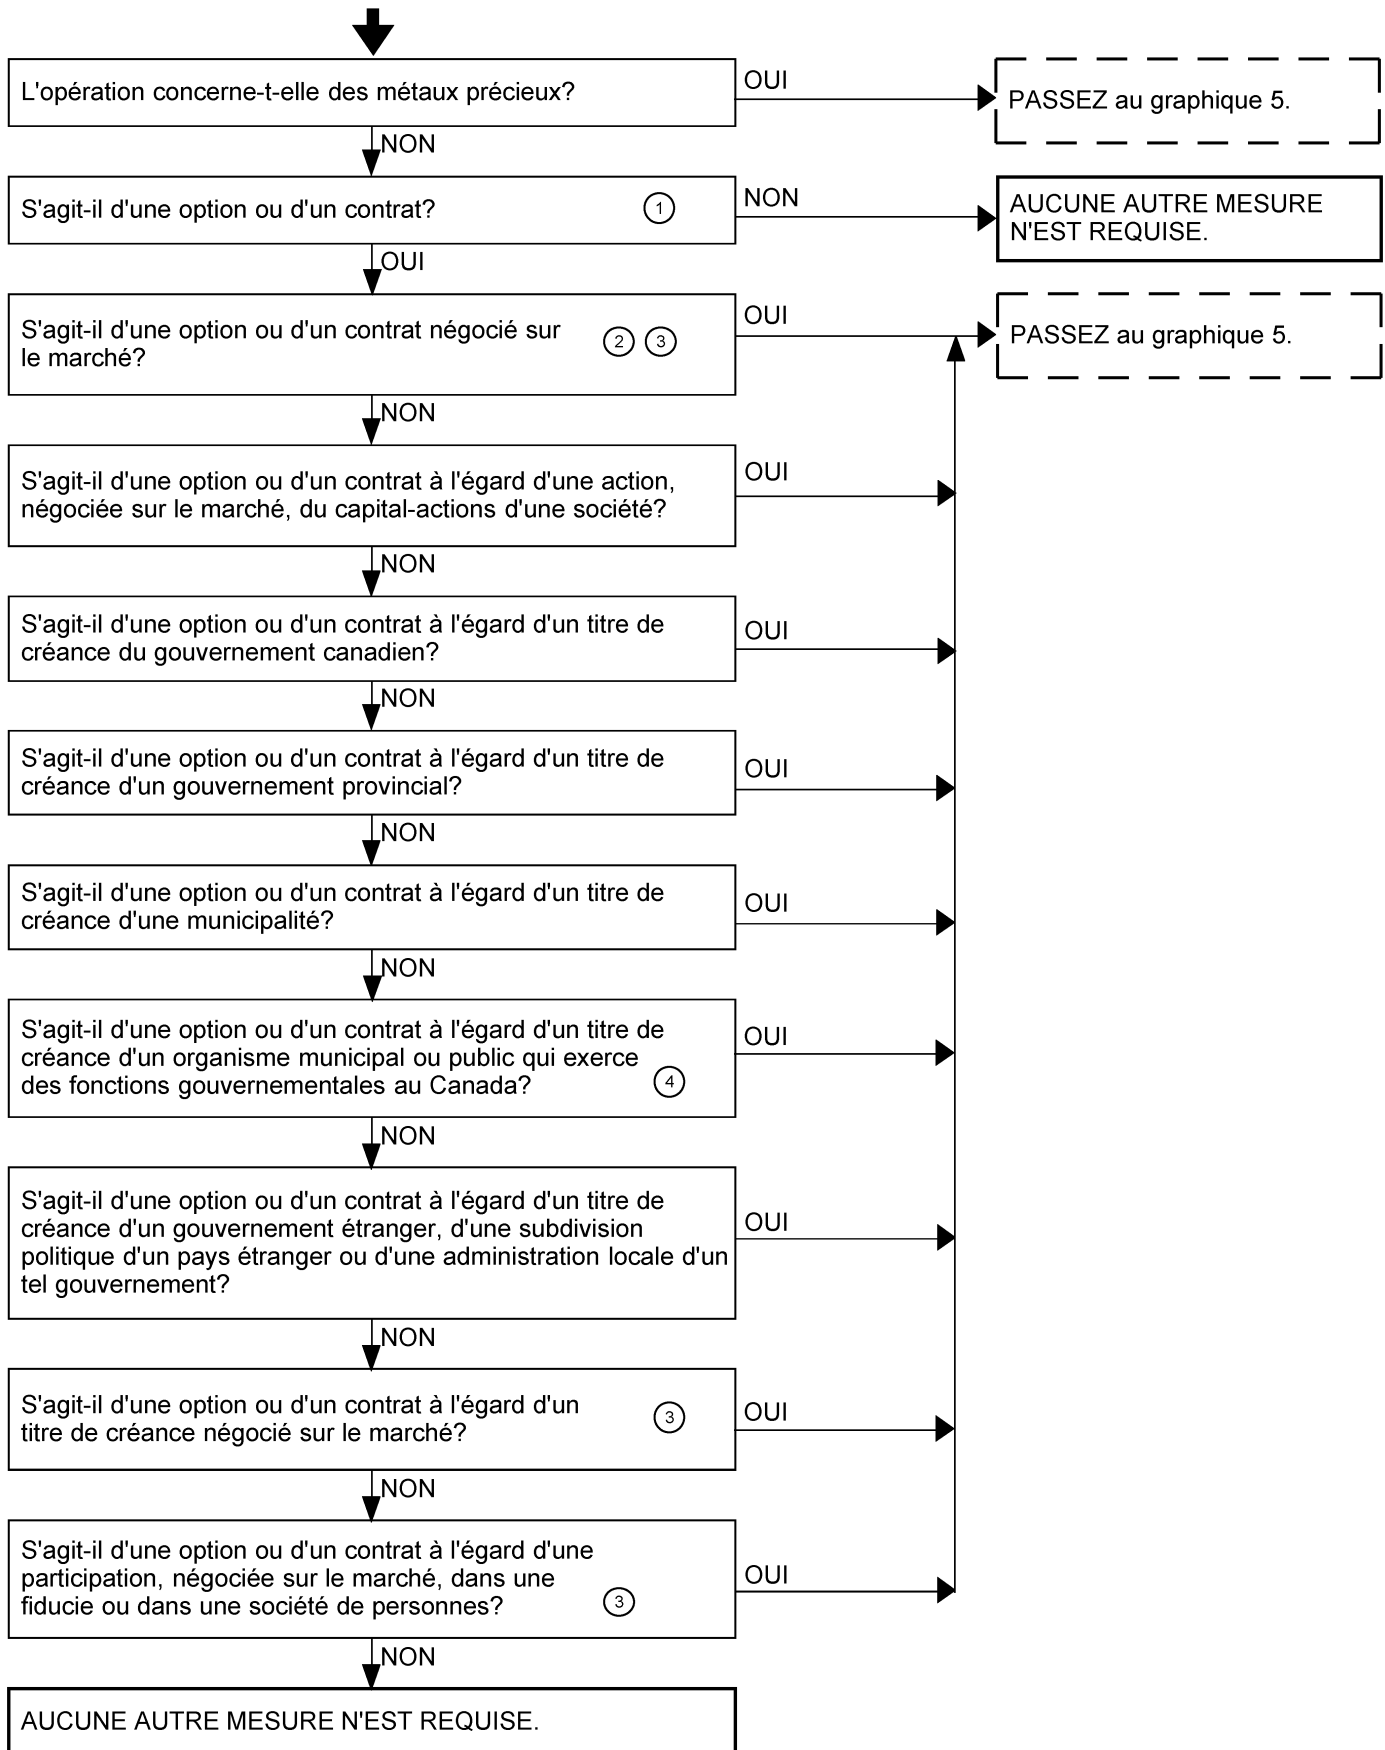 L'opération concerne-t-elle des métaux précieux?
OUI
PASSEZ au graphique 5.
NON
S'agit-il d'une option ou d'un contrat?
1
NON
AUCUNE AUTRE MESURE
N'EST REQUISE.
OUI
S'agit-il d'une option ou d'un contrat négocié sur
le marché?
2 3
OUI
PASSEZ au graphique 5.
NON
S'agit-il d'une option ou d'un contrat à l'égard d'une action,
négociée sur le marché, du capital-actions d'une société?
OUI
NON
S'agit-il d'une option ou d'un contrat à l'égard d'un titre de
créance du gouvernement canadien?
OUI
NON
S'agit-il d'une option ou d'un contrat à l'égard d'un titre de
créance d'un gouvernement provincial?
OUI
NON
S'agit-il d'une option ou d'un contrat à l'égard d'un titre de
créance d'une municipalité?
OUI
NON
S'agit-il d'une option ou d'un contrat à l'égard d'un titre de
créance d'un organisme municipal ou public qui exerce
des fonctions gouvernementales au Canada?
4
OUI
NON
S'agit-il d'une option ou d'un contrat à l'égard d'un titre de
créance d'un gouvernement étranger, d'une subdivision
politique d'un pays étranger ou d'une administration locale d'un
tel gouvernement?
OUI
NON
S'agit-il d'une option ou d'un contrat à l'égard d'un
titre de créance négocié sur le marché?
3
OUI
NON
S'agit-il d'une option ou d'un contrat à l'égard d'une
participation, négociée sur le marché, dans une
fiducie ou dans une société de personnes?
3
OUI
NON
AUCUNE AUTRE MESURE N'EST REQUISE.